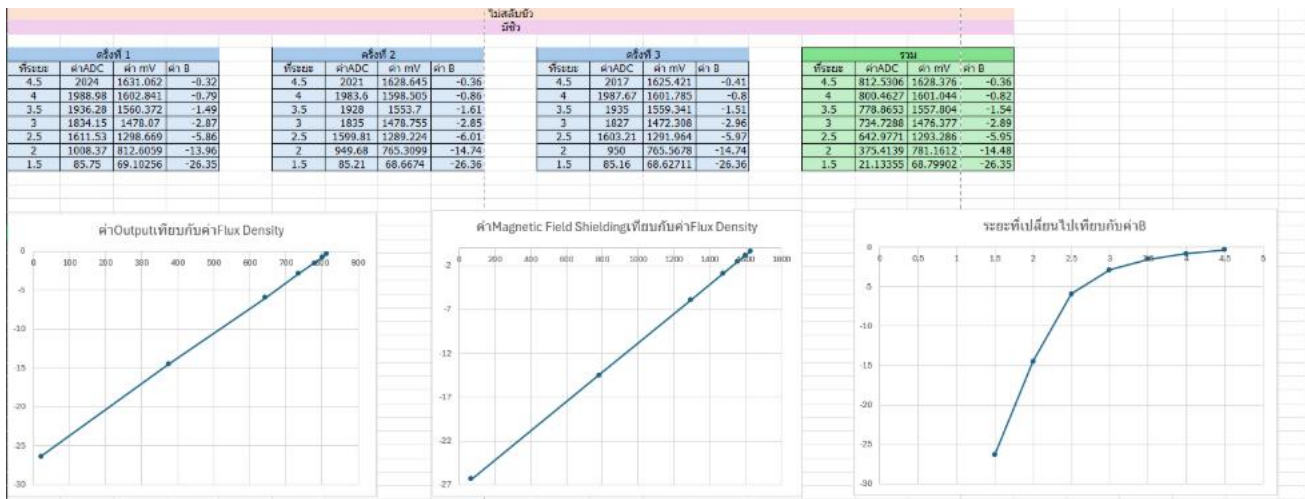 ไม่สลับขั้ว
มีชีว
ครั้งที่ 1 ครั้งที่ 2 ครั้งที่ 3 รวม
ที่ระยะ ค่าADC ค่า mV ค่า B ที่ระยะ ค่าADC ค่า mV ค่า B ที่ระยะ ค่าADC ค่า mV ค่า B ที่ระยะ ค่าADC ค่า mV ค่า B
4.5 2024 1631.062 -0.32 4.5 2021 1628.645 -0.36 4.5 2017 1625.421 -0.41 4.5 812.5306 1628.376 -0.36
4 1988.98 1602.841 -0.79 4 1983.6 1598.505 -0.86 4 1987.67 1601.785 -0.8 4 800.4627 1601.044 -0.82
3.5 1936.28 1560.372 -1.49 3.5 1928 1553.7 -1.61 3.5 1935 1559.341 -1.51 3.5 778.8653 1557.804 -1.54
3 1834.15 1478.07 -2.87 3 1835 1478.755 -2.85 3 1827 1472.308 -2.96 3 734.7288 1476.377 -2.89
2.5 1611.53 1298.669 -5.86 2.5 1599.81 1289.224 -6.01 2.5 1603.21 1291.964 -5.97 2.5 642.9771 1293.286 -5.95
2 1008.37 812.6059 -13.96 2 949.68 765.3099 -14.74 2 950 765.5678 -14.74 2 375.4139 781.1612 -14.48
1.5 85.75 69.10256 -26.35 1.5 85.21 68.6674 -26.36 1.5 85.16 68.62711 -26.36 1.5 21.13355 68.79902 -26.35
ค่าOutputเทียบกับค่าFlux Density
0
0 100 200 300 400 500 600 700 800 900
-5
-10
-15
-20
-25
-30
ค่าMagnetic Field Shieldingเทียบกับค่าFlux Density
-2
200 400 600 800 1000 1200 1400 1600 1800
-7
-12
-17
-22
-27
ระยะที่เปลี่ยนไปเทียบกับค่าB
0
0 0.5 1 1.5 2 2.5 3 3.5 4 4.5 5
-5
-10
-15
-20
-25
-30